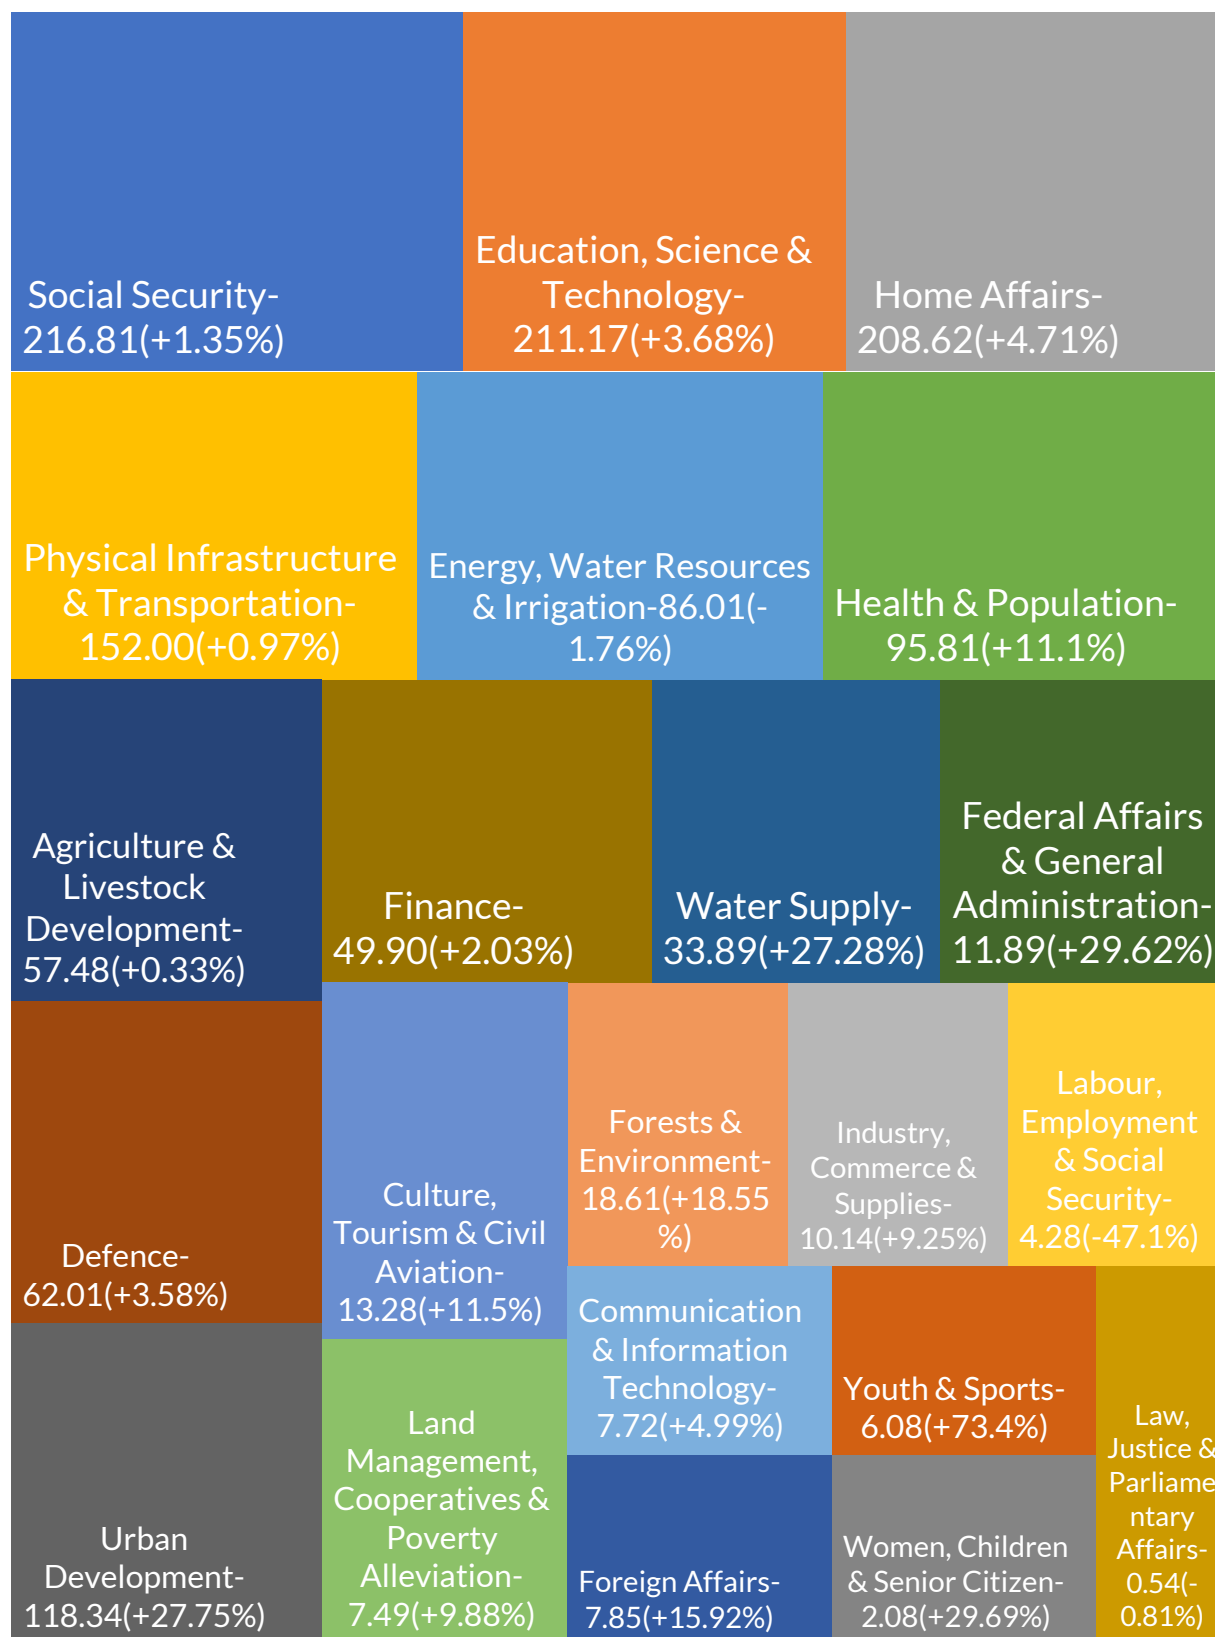 Social Security-
216.81(+1.35%)
Education, Science &
Technology-
211.17(+3.68%)
Home Affairs-
208.62(+4.71%)
Physical Infrastructure
& Transportation-
152.00(+0.97%)
Energy, Water Resources
& Irrigation-86.01(-
1.76%)
Health & Population-
95.81(+11.1%)
Agriculture &
Livestock
Development-
57.48(+0.33%)
Finance-
49.90(+2.03%)
Water Supply-
33.89(+27.28%)
Federal Affairs
& General
Administration-
11.89(+29.62%)
Defence-
62.01(+3.58%)
Culture,
Tourism & Civil
Aviation-
13.28(+11.5%)
Forests &
Environment-
18.61(+18.55
%)
Industry,
Commerce &
Supplies-
10.14(+9.25%)
Labour,
Employment
& Social
Security-
4.28(-47.1%)
Urban
Development-
118.34(+27.75%)
Land
Management,
Cooperatives &
Poverty
Alleviation-
7.49(+9.88%)
Communication
& Information
Technology-
7.72(+4.99%)
Youth & Sports-
6.08(+73.4%)
Foreign Affairs-
7.85(+15.92%)
Women, Children
& Senior Citizen-
2.08(+29.69%)
Law,
Justice &
Parliame
ntary
Affairs-
0.54(-
0.81%)